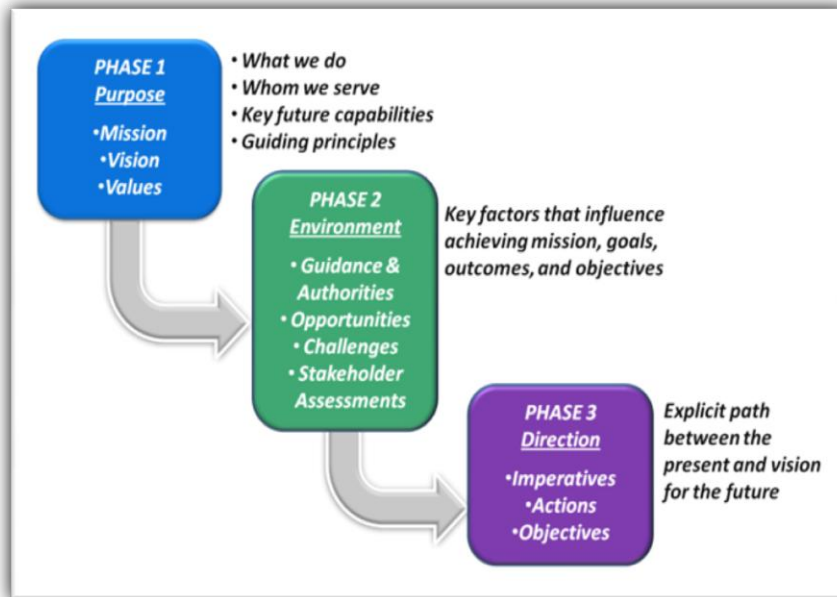 PHASE 1
Purpose
•Mission
•Vision
•Values
• What we do
• Whom we serve
• Key future capabilities
• Guiding principles
PHASE 2
Environment
• Guidance &
Authorities
• Opportunities
• Challenges
• Stakeholder
Assessments
Key factors that influence
achieving mission, goals,
outcomes, and objectives
PHASE 3
Direction
•Imperatives
•Actions
•Objectives
Explicit path
between the
present and vision
for the future